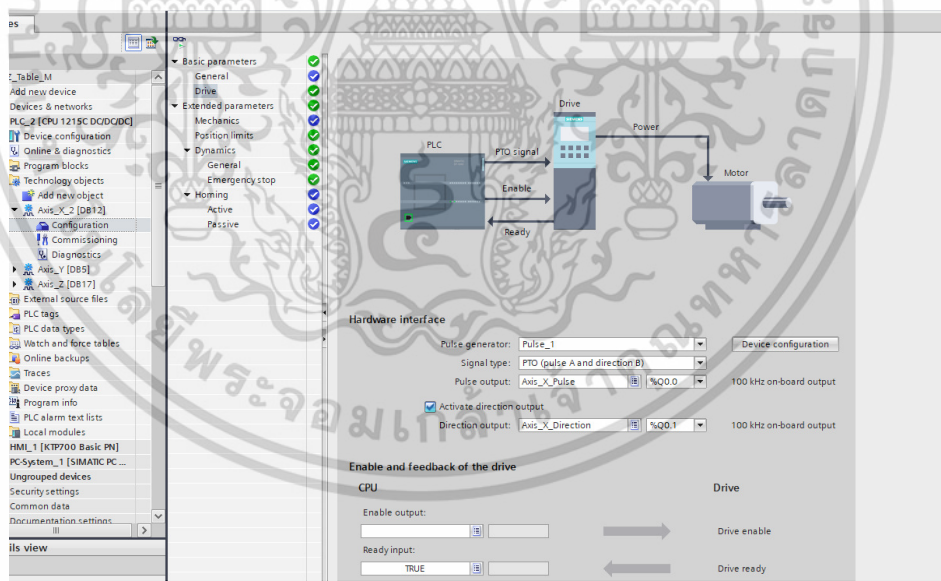 es
Z_Table_M
Add new device
Devices & networks
PLC_2 [CPU 1215C DC/DC/DC]
Device configuration
Online & diagnostics
Program blocks
Technology objects
Add new object
Axis_X_2 [DB12]
Configuration
Commissioning
Diagnostics
Axis_Y [DB5]
Axis_Z [DB17]
External source files
PLC tags
PLC data types
Watch and force tables
Online backups
Traces
Device proxy data
Program info
PLC alarm text lists
Local modules
HMI_1 [KTP700 Basic PN]
PC-System_1 [SIMATIC PC ...
Ungrouped devices
Security settings
Common data
Documentation settings
ils view
Basic parameters
General
Drive
Extended parameters
Mechanics
Position limits
Dynamics
General
Emergency stop
Homing
Active
Passive
PLC
PTO signal
Enable
Ready
Drive
Power
Motor
Hardware interface
Pulse generator: Pulse_1 Device configuration
Signal type: PTO (pulse A and direction B)
Pulse output: Axis_X_Pulse %Q0.0 100 kHz on-board output
Activate direction output
Direction output: Axis_X_Direction %Q0.1 100 kHz on-board output
Enable and feedback of the drive
CPU Drive
Enable output:
Drive enable
Ready input:
TRUE Drive ready